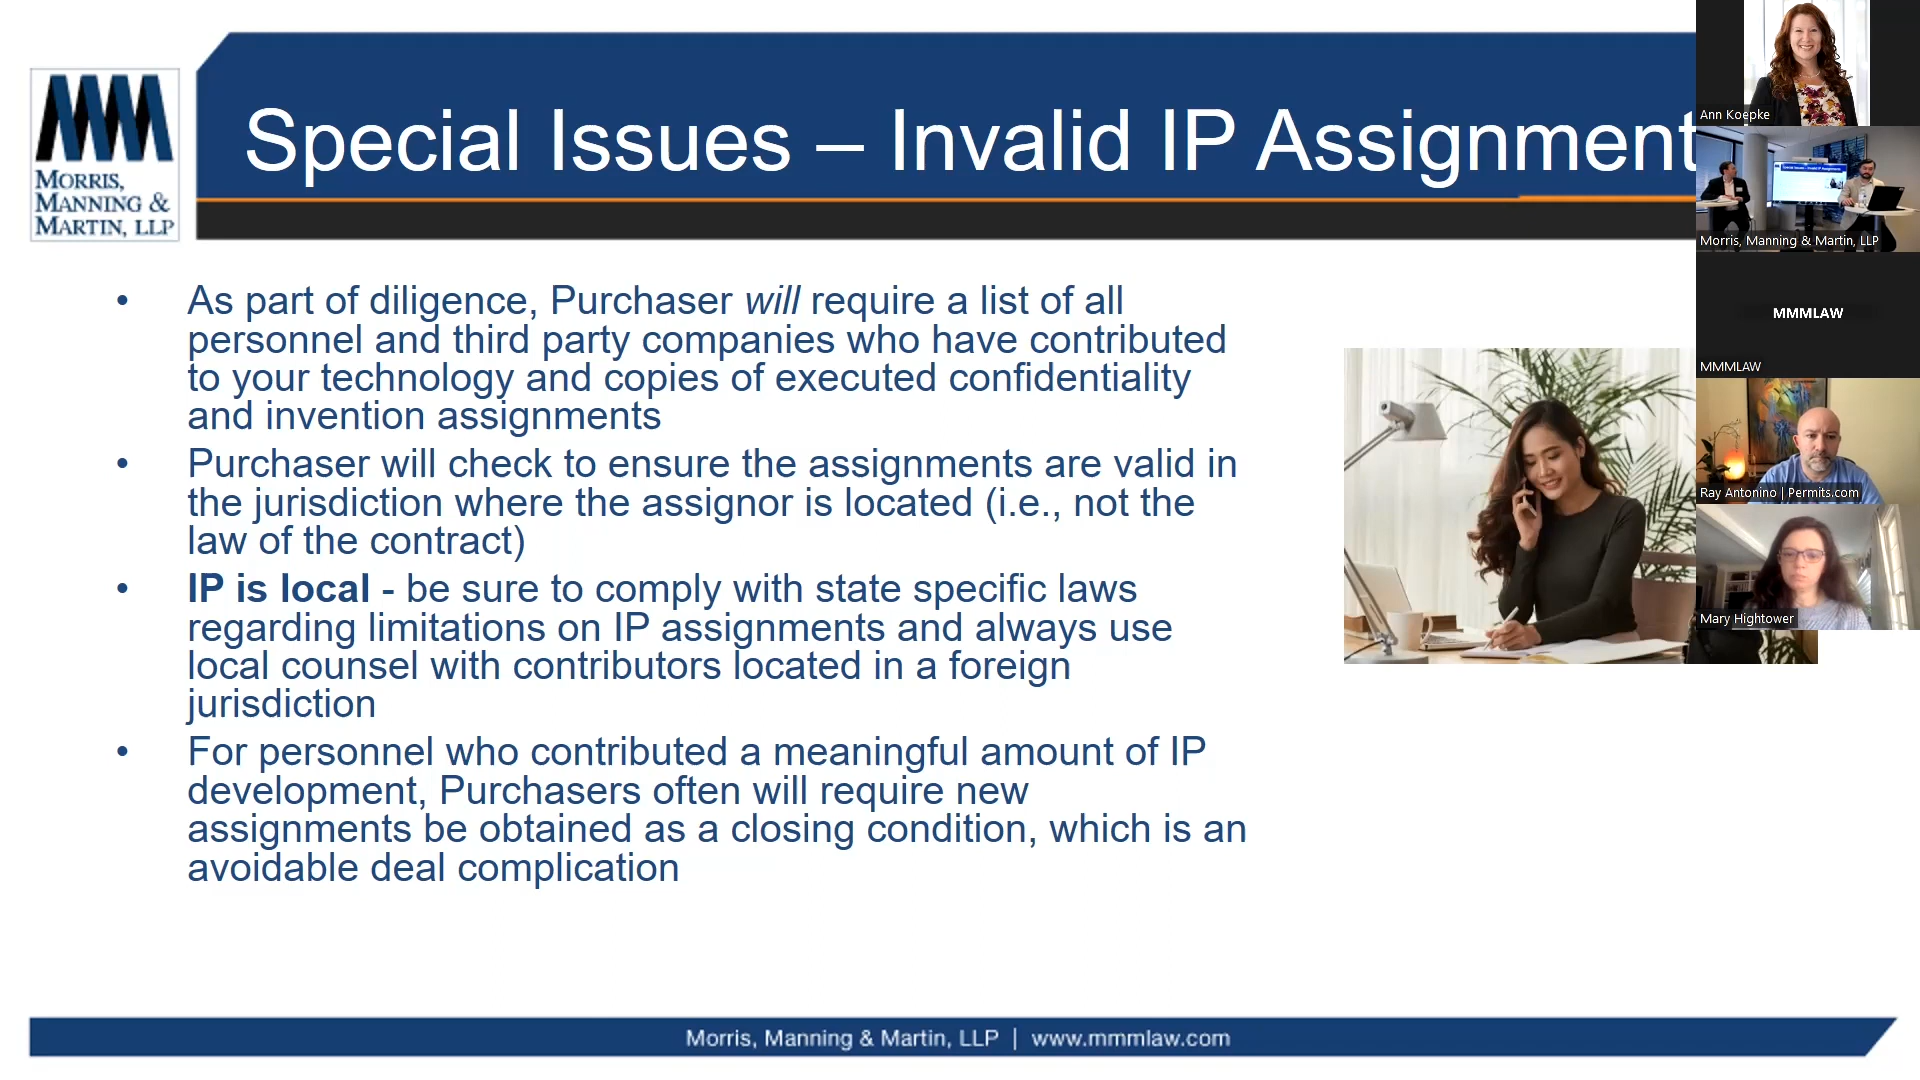 Special Issues – Invalid IP Assignment
MORRIS,
MANNING &
MARTIN, LLP
• As part of diligence, Purchaser will require a list of all
personnel and third party companies who have contributed
to your technology and copies of executed confidentiality
and invention assignments
• Purchaser will check to ensure the assignments are valid in
the jurisdiction where the assignor is located (i.e., not the
law of the contract)
• IP is local - be sure to comply with state specific laws
regarding limitations on IP assignments and always use
local counsel with contributors located in a foreign
jurisdiction
• For personnel who contributed a meaningful amount of IP
development, Purchasers often will require new
assignments be obtained as a closing condition, which is an
avoidable deal complication
Ann Koepke
Special Issues – Invalid IP Assignments
Morris, Manning & Martin, LLP
MMMLAW
MMMLAW
Ray Antonino | Permits.com
Mary Hightower
Morris, Manning & Martin, LLP | www.mmmlaw.com